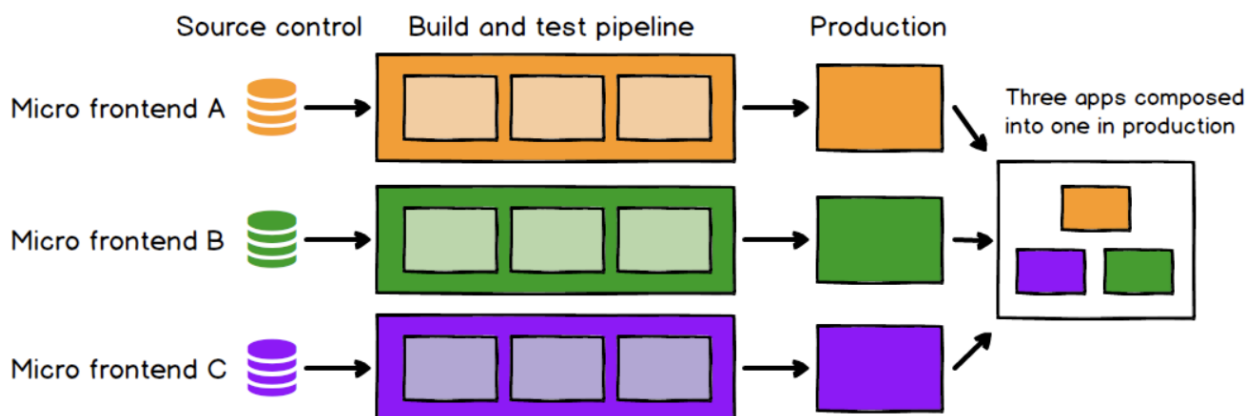 Source control
Build and test pipeline
Production
Micro frontend A
Three apps composed
into one in production
Micro frontend B
Micro frontend C